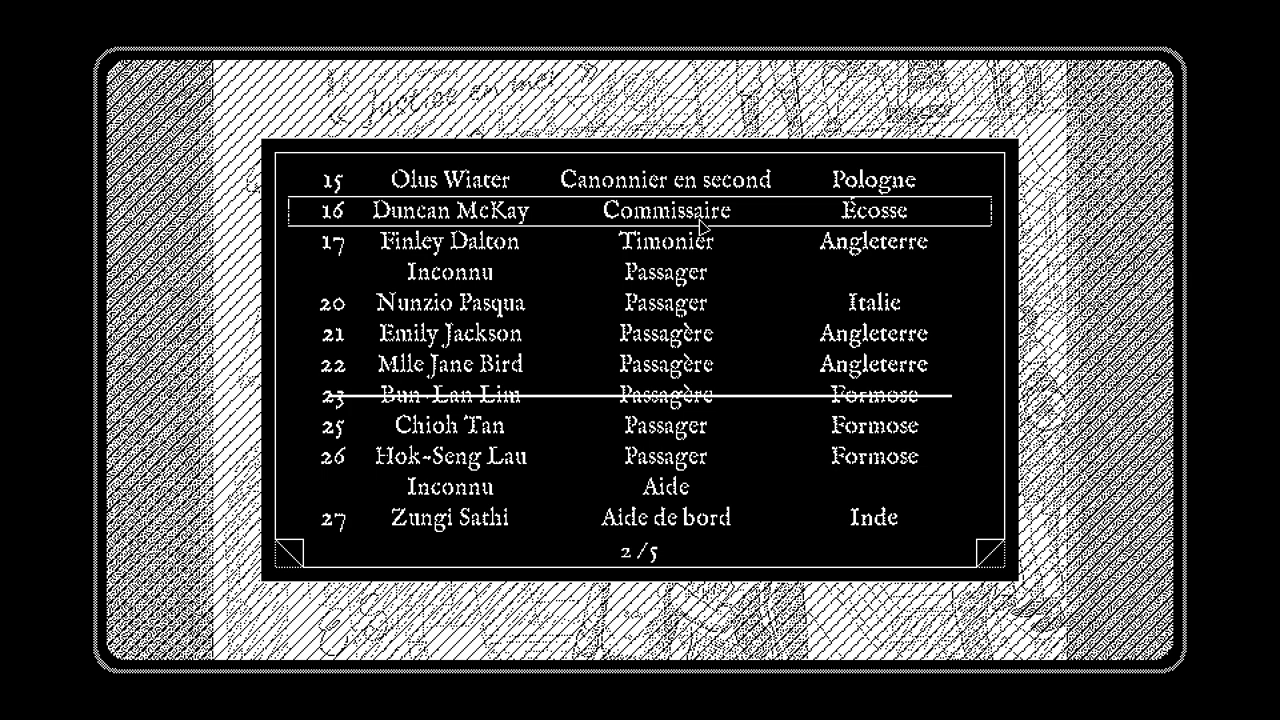 « Justice en mer
15 Olus Wiater Canonnier en second Pologne
16 Duncan McKay Commissaire Écosse
17 Finley Dalton Timonier Angleterre
Inconnu Passager
20 Nunzio Pasqua Passager Italie
21 Emily Jackson Passagère Angleterre
22 Mlle Jane Bird Passagère Angleterre
23 Bun-Lan Lim Passagère Formose
25 Chioh Tan Passager Formose
26 Hok-Seng Lau Passager Formose
Inconnu Aide
27 Zungi Sathi Aide de bord Inde
2 /5